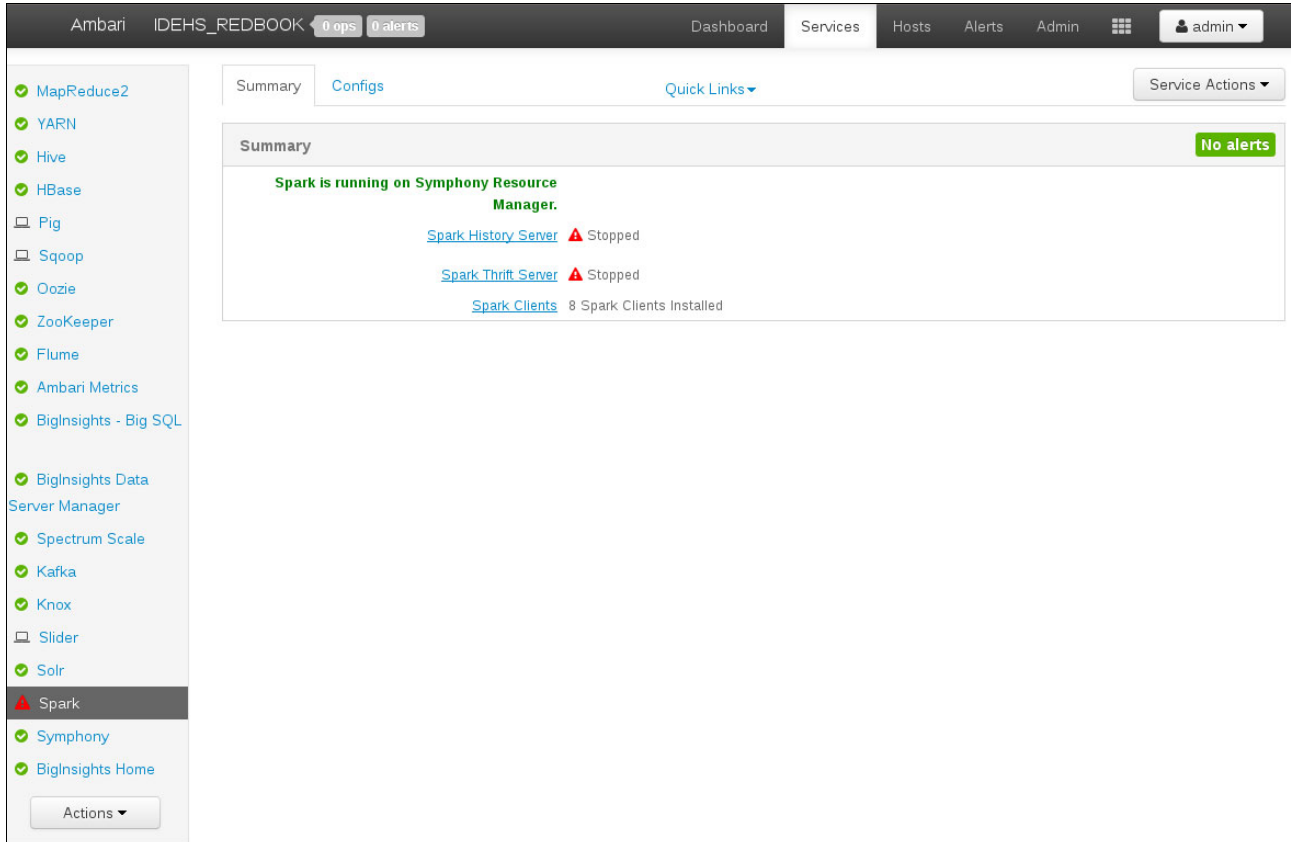 Ambari IDEHS_REDBOOK 0 ops 0 alerts Dashboard Services Hosts Alerts Admin admin
MapReduce2
YARN
Hive
HBase
Pig
Sqoop
Oozie
ZooKeeper
Flume
Ambari Metrics
BigInsights - Big SQL
BigInsights Data
Server Manager
Spectrum Scale
Kafka
Knox
Slider
Solr
Spark
Symphony
BigInsights Home
Actions
Summary Configs Quick Links Service Actions
Summary No alerts
Spark is running on Symphony Resource
Manager.
Spark History Server Stopped
Spark Thrift Server Stopped
Spark Clients 8 Spark Clients Installed